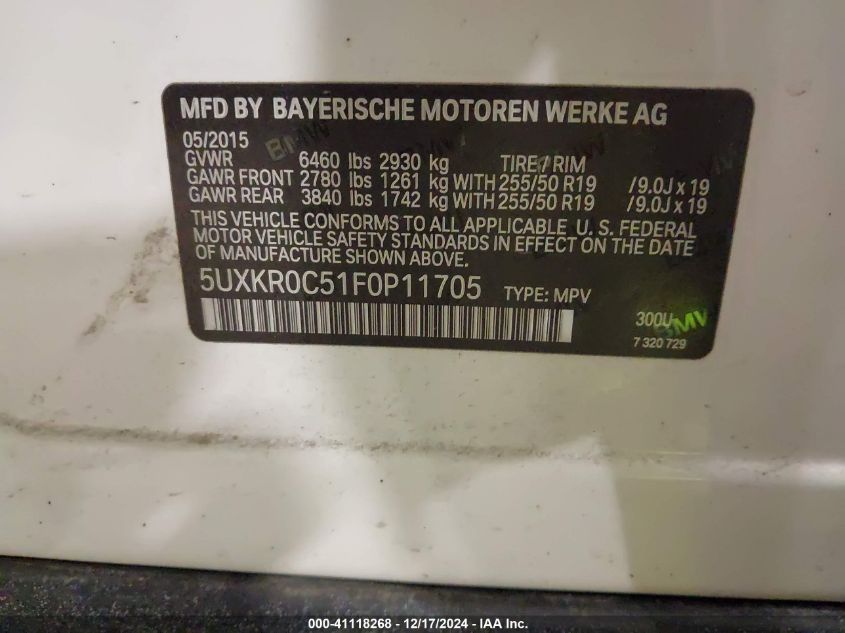 MFD BY BAYERISCHE MOTOREN WERKE AG
05/2015
GVWR 6460 lbs 2930 kg TIRE / RIM
GAWR FRONT 2780 lbs 1261 kg WITH 255/50 R19 /9.0J x 19
GAWR REAR 3840 lbs 1742 kg WITH 255/50 R19 /9.0J x 19
THIS VEHICLE CONFORMS TO ALL APPLICABLE U. S. FEDERAL
MOTOR VEHICLE SAFETY STANDARDS IN EFFECT ON THE DATE
OF MANUFACTURE SHOWN ABOVE.
5UXKR0C51F0P11705 TYPE: MPV
300U
BMW
7 320 729
BMW
000-41118268 - 12/17/2024 - IAA Inc.